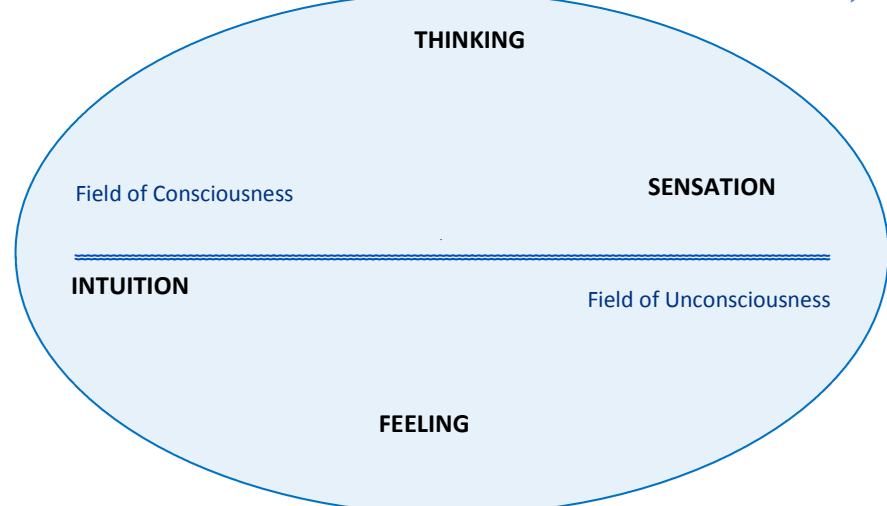 THINKING
Field of Consciousness
SENSATION
INTUITION
Field of Unconsciousness
FEELING